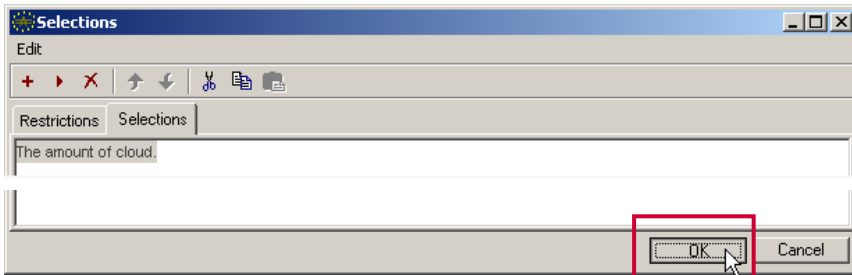 Selections
Edit
Restrictions Selections
The amount of cloud.
OK Cancel